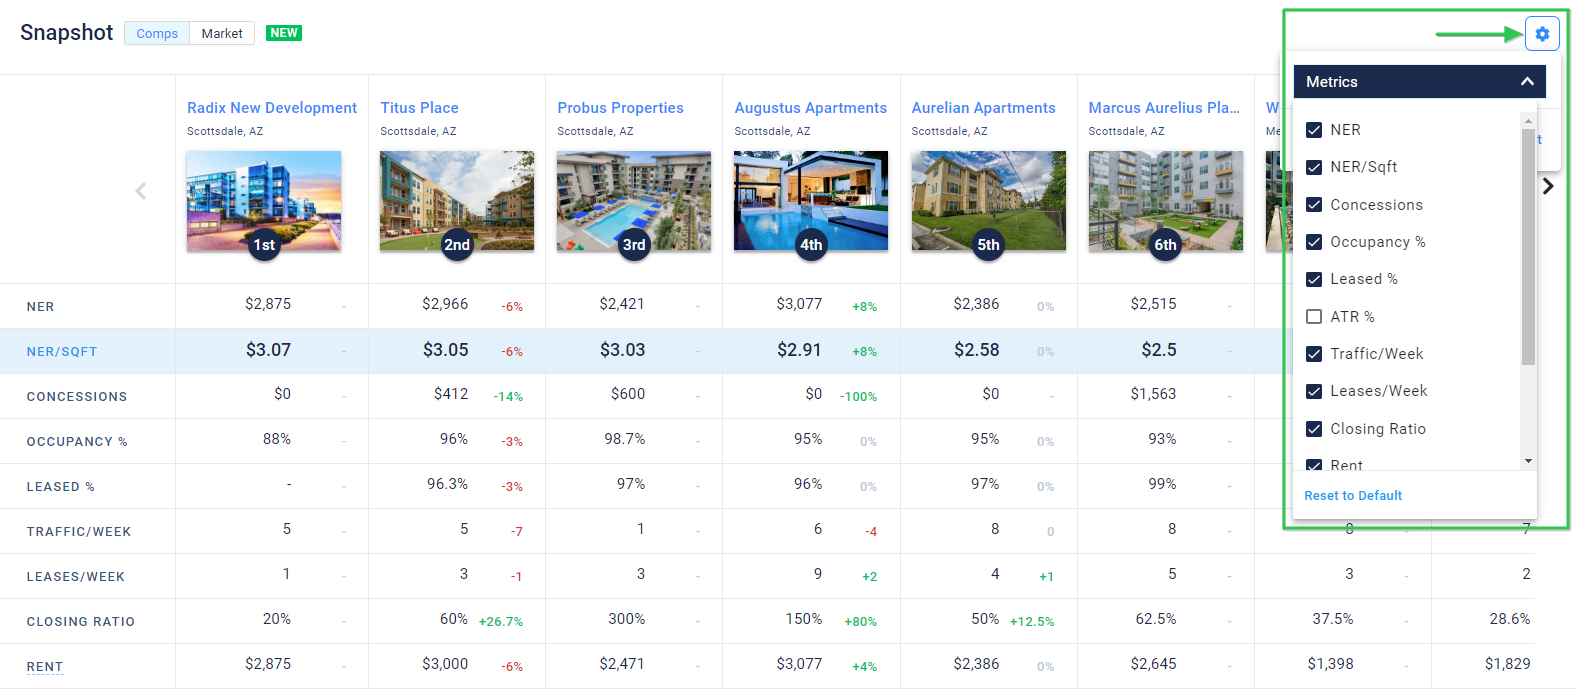 Snapshot Comps Market NEW
Metrics
Radix New Development Titus Place Probus Properties Augustus Apartments Aurelian Apartments Marcus Aurelius Pla... W
Scottsdale, AZ Scottsdale, AZ Scottsdale, AZ Scottsdale, AZ Scottsdale, AZ Scottsdale, AZ Me
1st 2nd 3rd 4th 5th 6th
NER
NER/Sqft
Concessions
Occupancy %
Leased %
ATR %
Traffic/Week
Leases/Week
Closing Ratio
Rent
Reset to Default
t
NER $2,875 - $2,966 -6% $2,421 - $3,077 +8% $2,386 0% $2,515 -
NER/SQFT $3.07 - $3.05 -6% $3.03 - $2.91 +8% $2.58 0% $2.5 -
CONCESSIONS $0 - $412 -14% $600 - $0 -100% $0 - $1,563 -
OCCUPANCY % 88% - 96% -3% 98.7% - 95% 0% 95% 0% 93% -
LEASED % - - 96.3% -3% 97% - 96% 0% 97% 0% 99% -
TRAFFIC/WEEK 5 - 5 -7 1 - 6 -4 8 0 8 - 8 - 7
LEASES/WEEK 1 - 3 -1 3 - 9 +2 4 +1 5 - 3 - 2
CLOSING RATIO 20% - 60% +26.7% 300% - 150% +80% 50% +12.5% 62.5% - 37.5% - 28.6%
RENT $2,875 - $3,000 -6% $2,471 - $3,077 +4% $2,386 0% $2,645 - $1,398 - $1,829